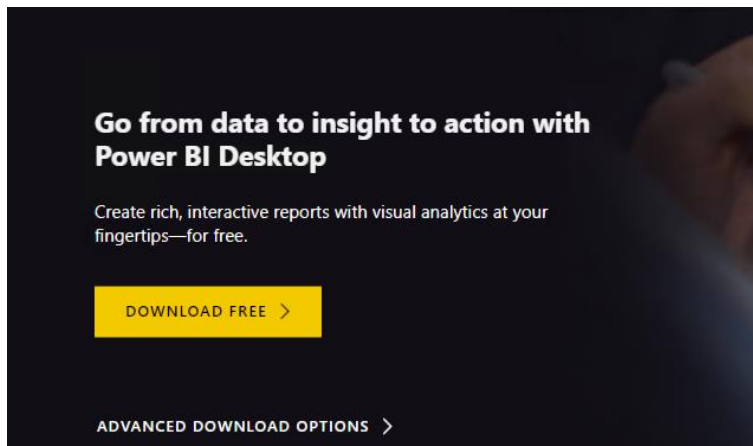 Go from data to insight to action with
Power BI Desktop
Create rich, interactive reports with visual analytics at your
fingertips—for free.
DOWNLOAD FREE
ADVANCED DOWNLOAD OPTIONS